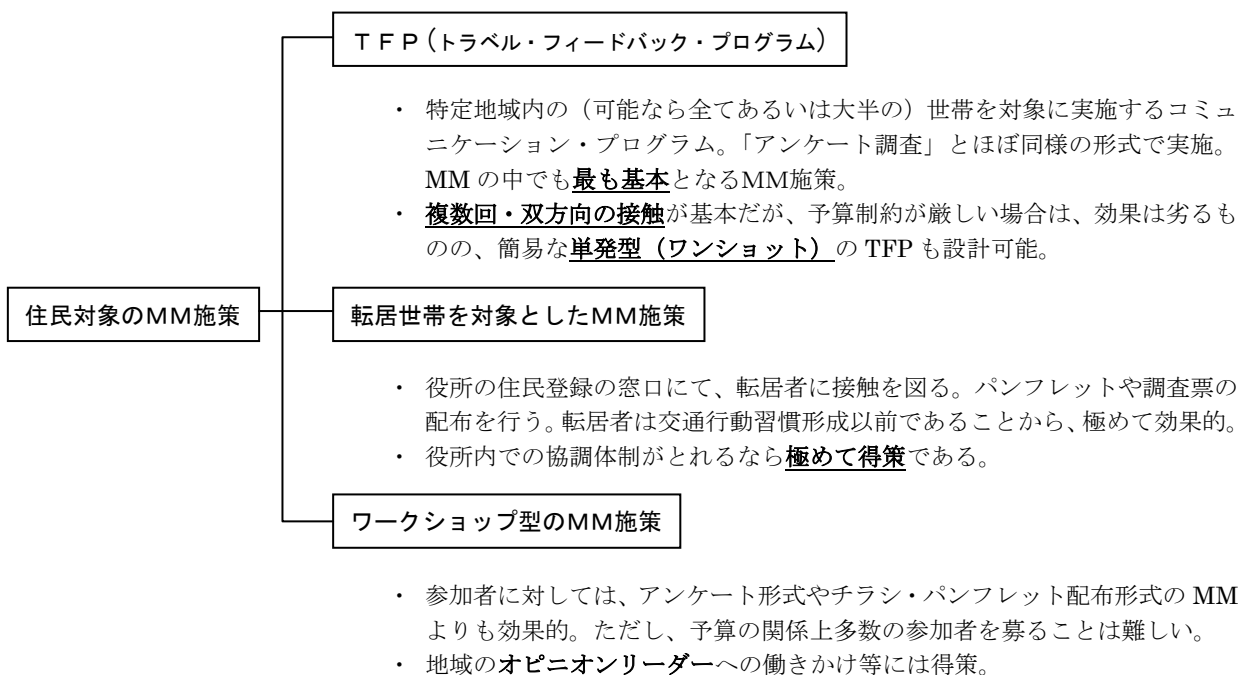 ＴＦＰ（トラベル・フィードバック・プログラム）
・ 特定地域内の（可能なら全てあるいは大半の）世帯を対象に実施するコミュ
ニケーション・プログラム。「アンケート調査」とほぼ同様の形式で実施。
MM の中でも最も基本となるＭＭ施策。
・ 複数回・双方向の接触が基本だが、予算制約が厳しい場合は、効果は劣るも
のの、簡易な単発型（ワンショット）の TFP も設計可能。
住民対象のＭＭ施策
転居世帯を対象としたＭＭ施策
・ 役所の住民登録の窓口にて、転居者に接触を図る。パンフレットや調査票の
配布を行う。転居者は交通行動習慣形成以前であることから、極めて効果的。
・ 役所内での協調体制がとれるなら極めて得策である。
ワークショップ型のＭＭ施策
・ 参加者に対しては、アンケート形式やチラシ・パンフレット配布形式の MM
よりも効果的。ただし、予算の関係上多数の参加者を募ることは難しい。
・ 地域のオピニオンリーダーへの働きかけ等には得策。